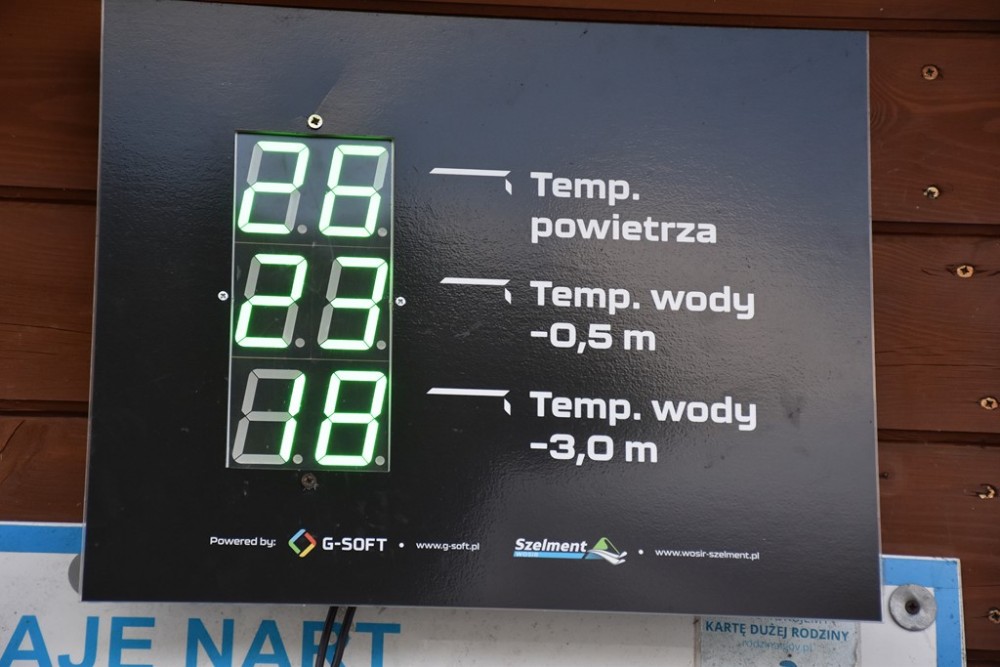 26
Temp.
powietrza
23
Temp. wody
-0,5 m
18
Temp. wody
-3,0 m
Powered by: G-SOFT • www.g-soft.pl
Szelment • www.wosir-szelment.pl
WOSIR
AJE NART
KARTĘ DUŻEJ RODZINY